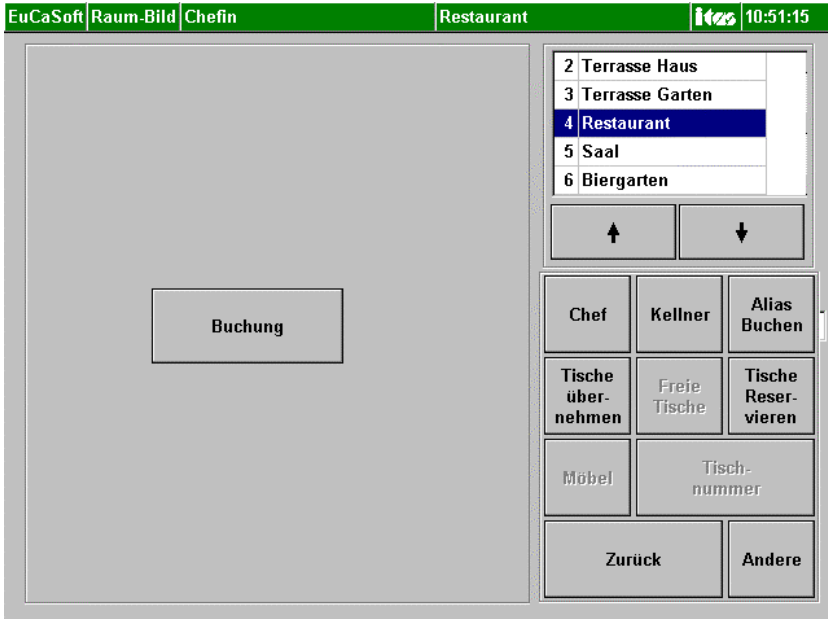 EuCaSoft Raum-Bild Chefin Restaurant itos 10:51:15
2 Terrasse Haus
3 Terrasse Garten
4 Restaurant
5 Saal
6 Biergarten
Buchung
Chef
Kellner
Alias
Buchen
Tische
über-
nehmen
Freie
Tische
Tische
Reser-
vieren
Möbel
Tisch-
nummer
Zurück
Andere